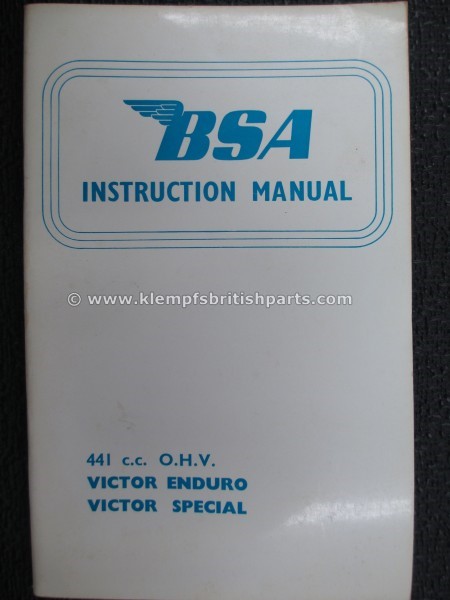 BSA
INSTRUCTION MANUAL
© www.klempfsbritishparts.com
441 c.c. O.H.V.
VICTOR ENDURO
VICTOR SPECIAL